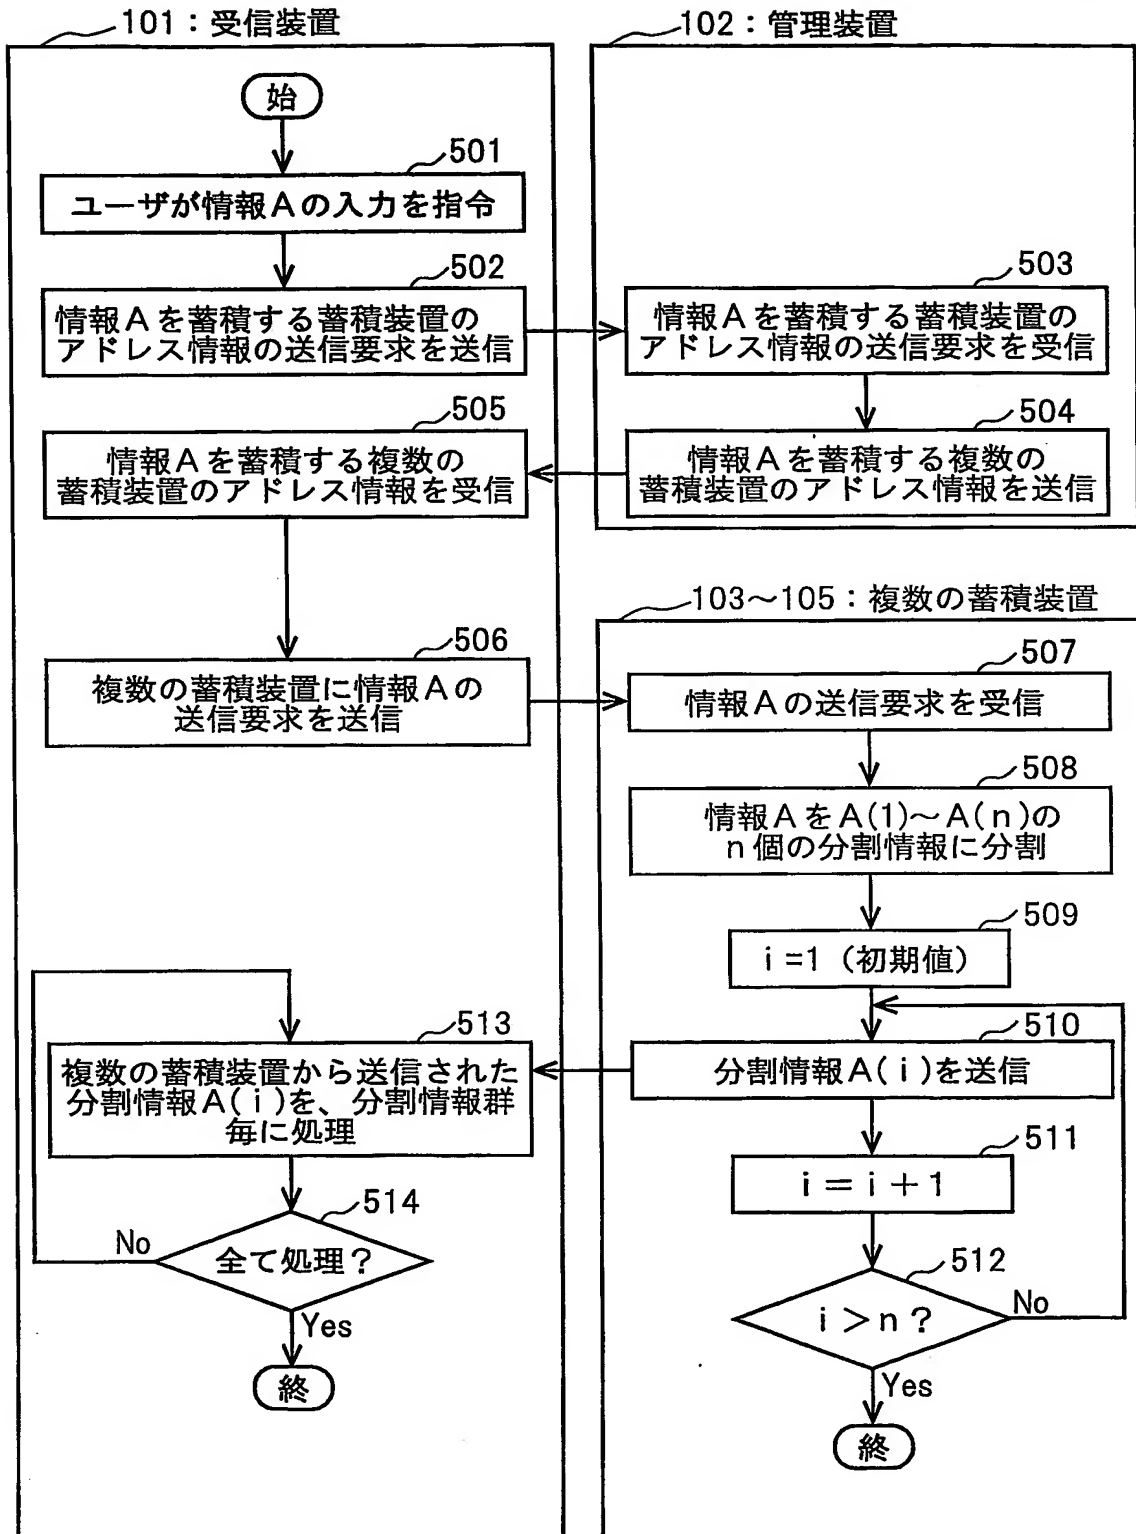 101：受信装置
始
501
ユーザが情報Aの入力を指令
502
情報Aを蓄積する蓄積装置の
アドレス情報の送信要求を送信
505
情報Aを蓄積する複数の
蓄積装置のアドレス情報を受信
506
複数の蓄積装置に情報Aの
送信要求を送信
513
複数の蓄積装置から送信された
分割情報A(i)を、分割情報群
毎に処理
514
全て処理？
No
Yes
終
102：管理装置
503
情報Aを蓄積する蓄積装置の
アドレス情報の送信要求を受信
504
情報Aを蓄積する複数の
蓄積装置のアドレス情報を送信
103～105：複数の蓄積装置
507
情報Aの送信要求を受信
508
情報AをA(1)～A(n)の
n個の分割情報に分割
509
i=1（初期値）
510
分割情報A(i)を送信
511
i＝i＋1
512
i＞n？
No
Yes
終